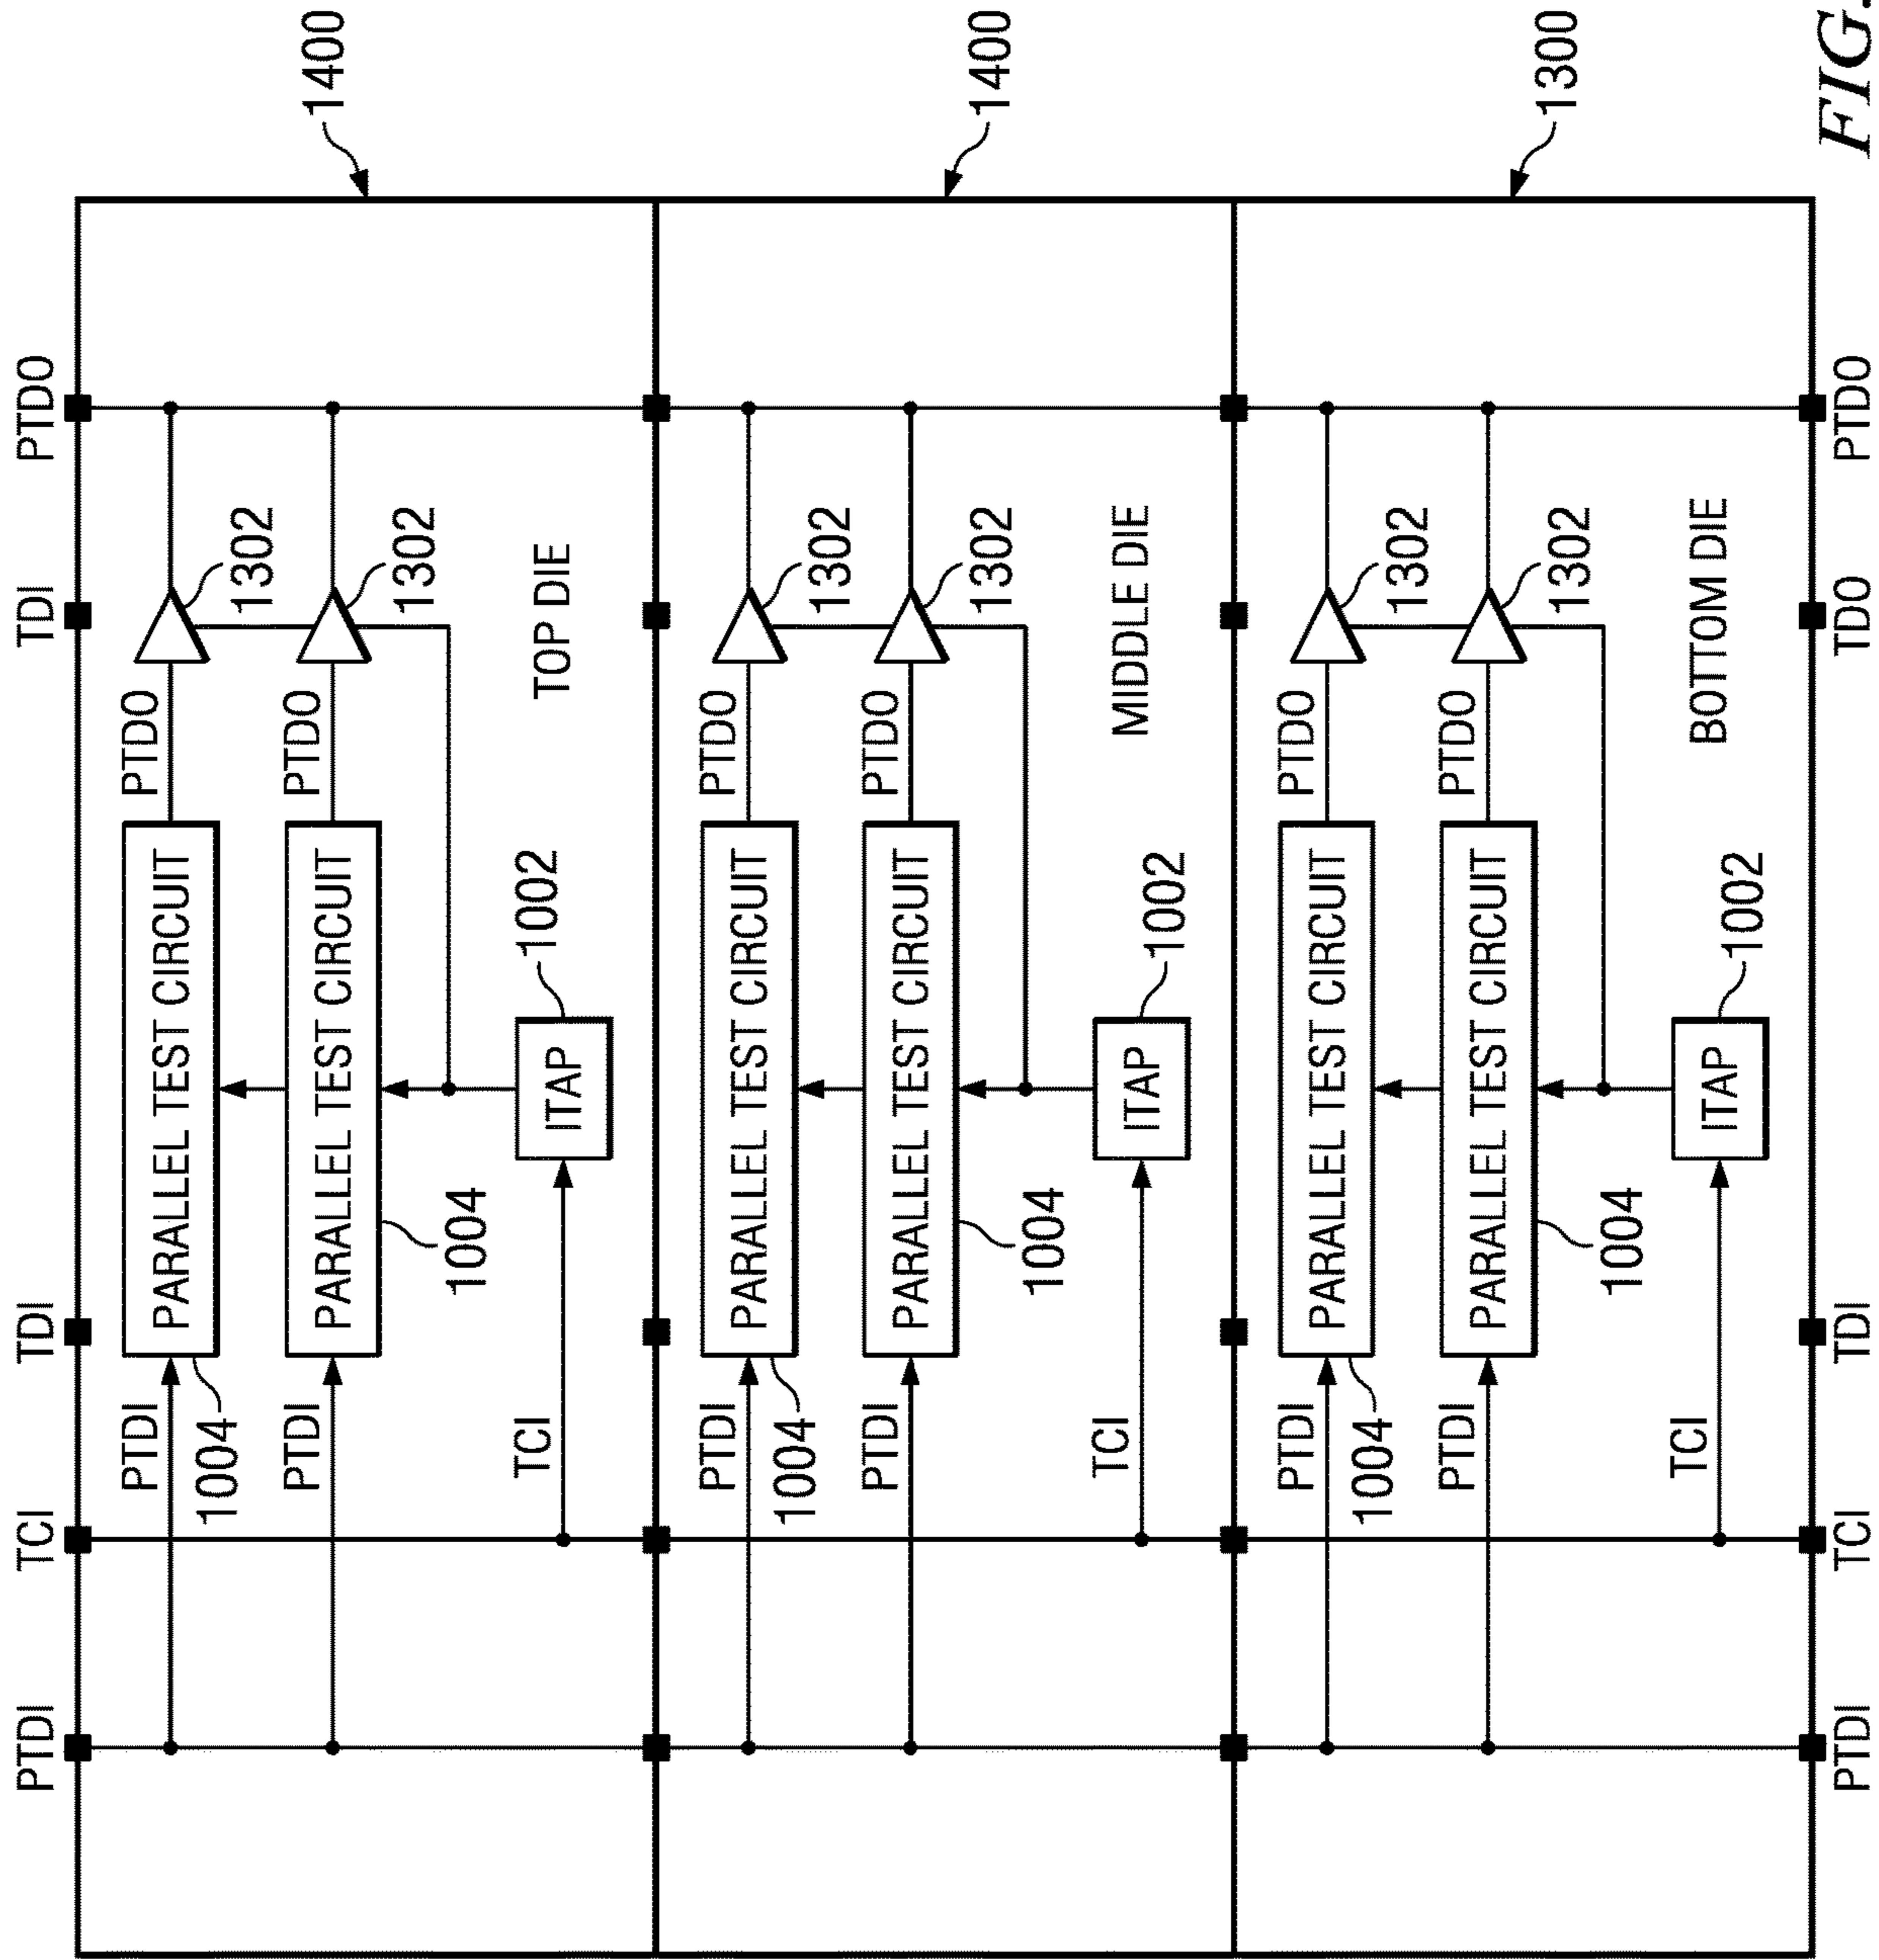 PTDI TCI TDI TDI PTDO
PTDI
PARALLEL TEST CIRCUIT
PTDO
1004
1302
1400
PTDI
PARALLEL TEST CIRCUIT
PTDO
1302
1004
TCI
ITAP
1002
TOP DIE
PTDI
PARALLEL TEST CIRCUIT
PTDO
1004
1302
1400
PTDI
PARALLEL TEST CIRCUIT
PTDO
1302
1004
TCI
ITAP
1002
MIDDLE DIE
PTDI
PARALLEL TEST CIRCUIT
PTDO
1004
1302
1300
PTDI
PARALLEL TEST CIRCUIT
PTDO
1302
1004
TCI
ITAP
1002
BOTTOM DIE
PTDI TCI TDI TDO PTDO
FIG.